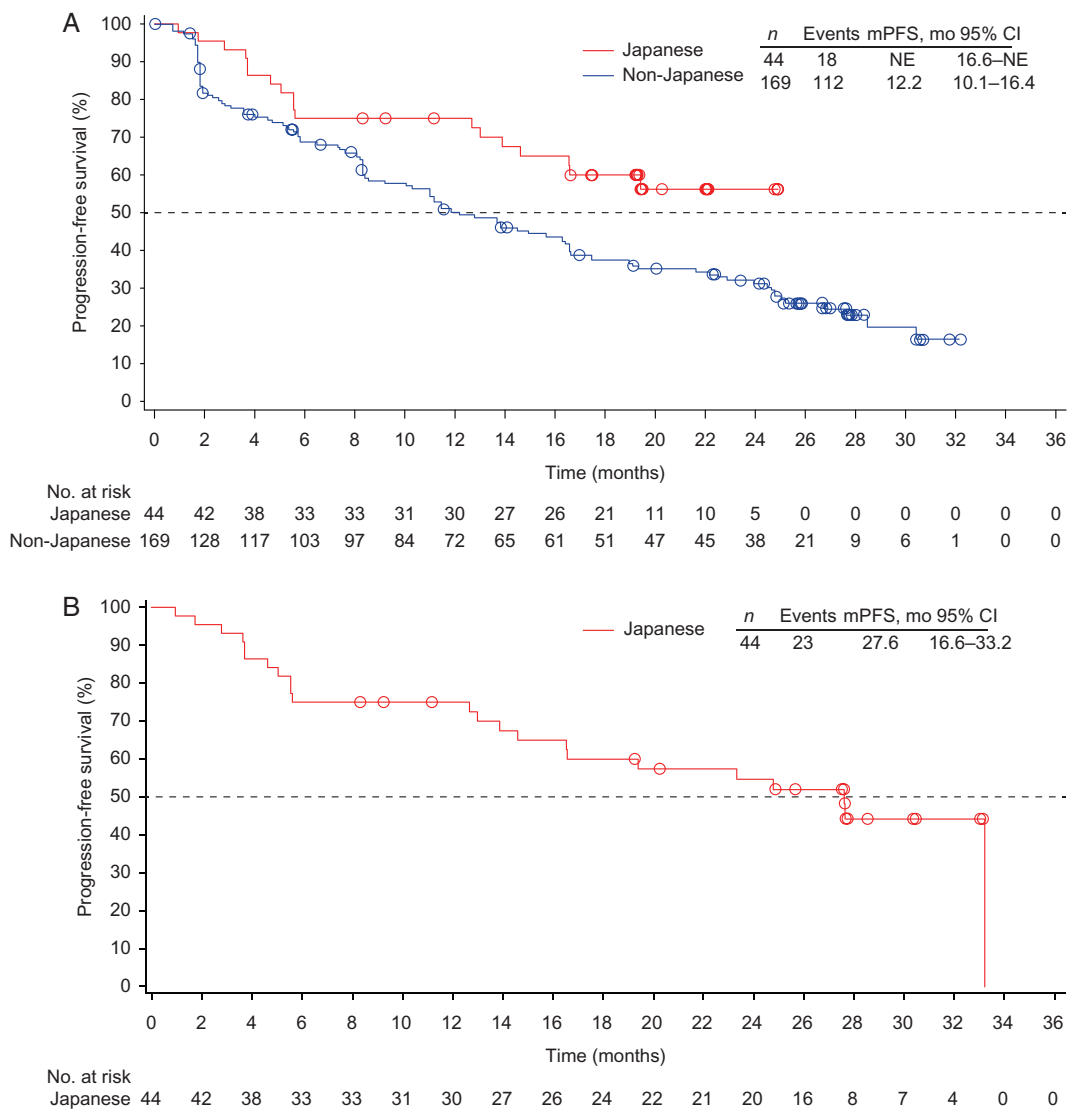 A
n Events mPFS, mo 95% CI
Japanese 44 18 NE 16.6–NE
Non-Japanese 169 112 12.2 10.1–16.4
Progression-free survival (%)
100
90
80
70
60
50
40
30
20
10
0
0 2 4 6 8 10 12 14 16 18 20 22 24 26 28 30 32 34 36
Time (months)
No. at risk
Japanese 44 42 38 33 33 31 30 27 26 21 11 10 5 0 0 0 0 0 0
Non-Japanese 169 128 117 103 97 84 72 65 61 51 47 45 38 21 9 6 1 0 0
B
n Events mPFS, mo 95% CI
Japanese 44 23 27.6 16.6–33.2
Progression-free survival (%)
100
90
80
70
60
50
40
30
20
10
0
0 2 4 6 8 10 12 14 16 18 20 22 24 26 28 30 32 34 36
Time (months)
No. at risk
Japanese 44 42 38 33 33 31 30 27 26 24 22 21 20 16 8 7 4 0 0